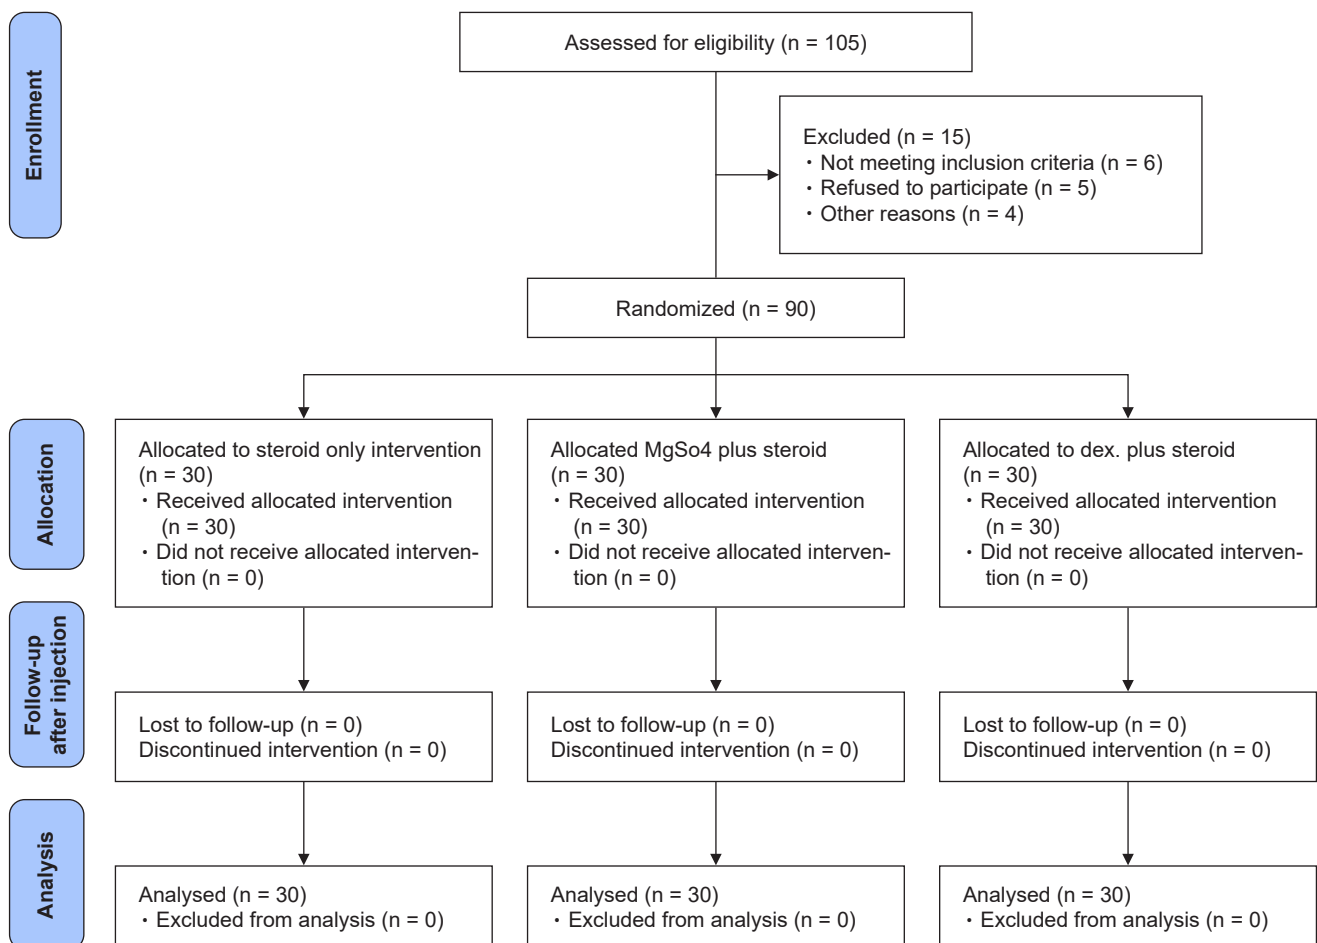 Enrollment
Assessed for eligibility (n = 105)
Excluded (n = 15)
· Not meeting inclusion criteria (n = 6)
· Refused to participate (n = 5)
· Other reasons (n = 4)
Randomized (n = 90)
Allocation
Allocated to steroid only intervention
(n = 30)
· Received allocated intervention
(n = 30)
· Did not receive allocated interven-
tion (n = 0)
Allocated MgSo4 plus steroid
(n = 30)
· Received allocated intervention
(n = 30)
· Did not receive allocated interven-
tion (n = 0)
Allocated to dex. plus steroid
(n = 30)
· Received allocated intervention
(n = 30)
· Did not receive allocated interven-
tion (n = 0)
Follow-up
after injection
Lost to follow-up (n = 0)
Discontinued intervention (n = 0)
Lost to follow-up (n = 0)
Discontinued intervention (n = 0)
Lost to follow-up (n = 0)
Discontinued intervention (n = 0)
Analysis
Analysed (n = 30)
· Excluded from analysis (n = 0)
Analysed (n = 30)
· Excluded from analysis (n = 0)
Analysed (n = 30)
· Excluded from analysis (n = 0)